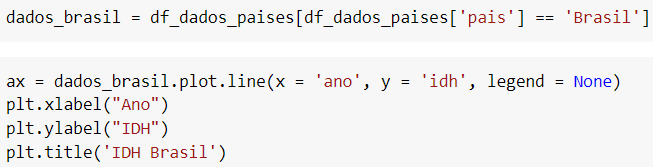 dados_brasil = df_dados_paises[df_dados_paises['pais'] == 'Brasil']
ax = dados_brasil.plot.line(x = 'ano', y = 'idh', legend = None)
plt.xlabel("Ano")
plt.ylabel("IDH")
plt.title('IDH Brasil')